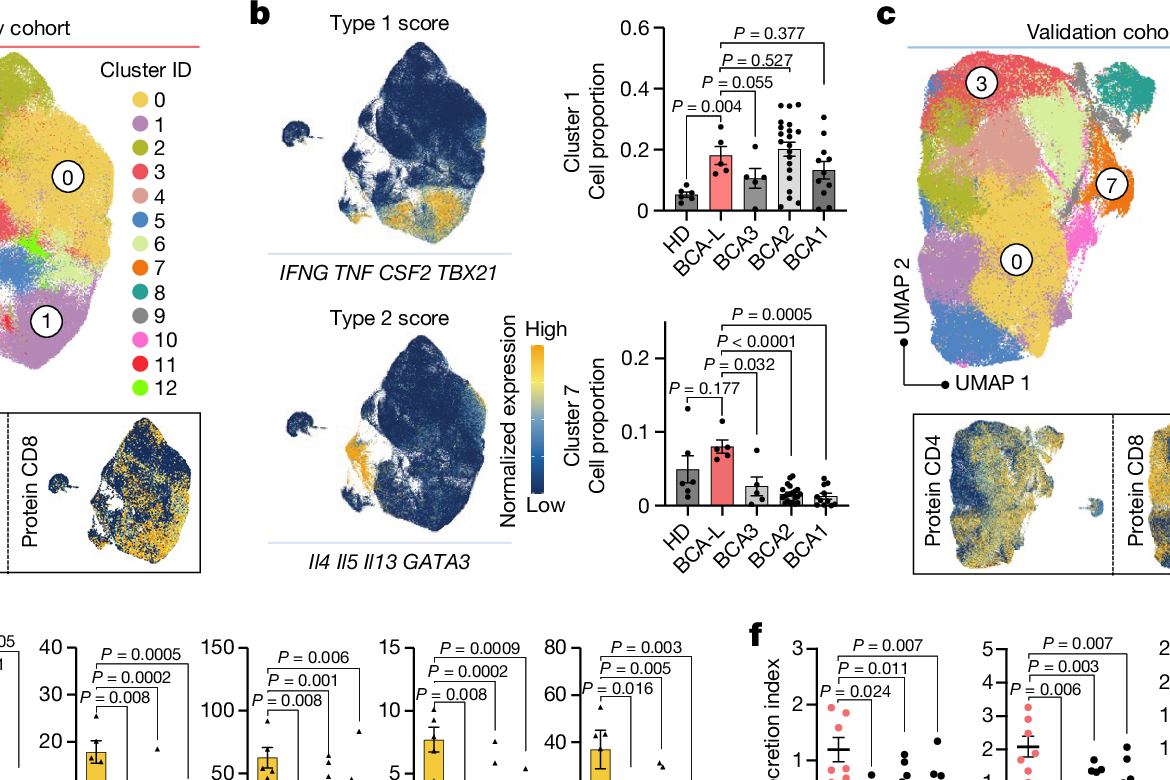 y cohort
Cluster ID
0
1
2
3
4
5
6
7
8
9
10
11
12
0
1
Protein CD8
b
Type 1 score
IFNG TNF CSF2 TBX21
Type 2 score
Il4 Il5 Il13 GATA3
High
Normalized expression
Low
Cluster 1
Cell proportion
0.6
0.4
0.2
0
P = 0.377
P = 0.527
P = 0.055
P = 0.004
HD
BCA-L
BCA3
BCA2
BCA1
Cluster 7
Cell proportion
0.2
0.1
0
P = 0.0005
P < 0.0001
P = 0.032
P = 0.177
HD
BCA-L
BCA3
BCA2
BCA1
c
Validation coho
3
7
0
UMAP 2
UMAP 1
Protein CD4
Protein CD8
05
40
30
20
P = 0.0005
P = 0.0002
P = 0.008
150
100
50
P = 0.006
P = 0.001
P = 0.008
15
10
5
P = 0.0009
P = 0.0002
P = 0.008
80
60
40
P = 0.003
P = 0.005
P = 0.016
f
cretion index
3
2
1
P = 0.007
P = 0.011
P = 0.024
5
4
3
2
1
P = 0.007
P = 0.003
P = 0.006
2
2
1
1